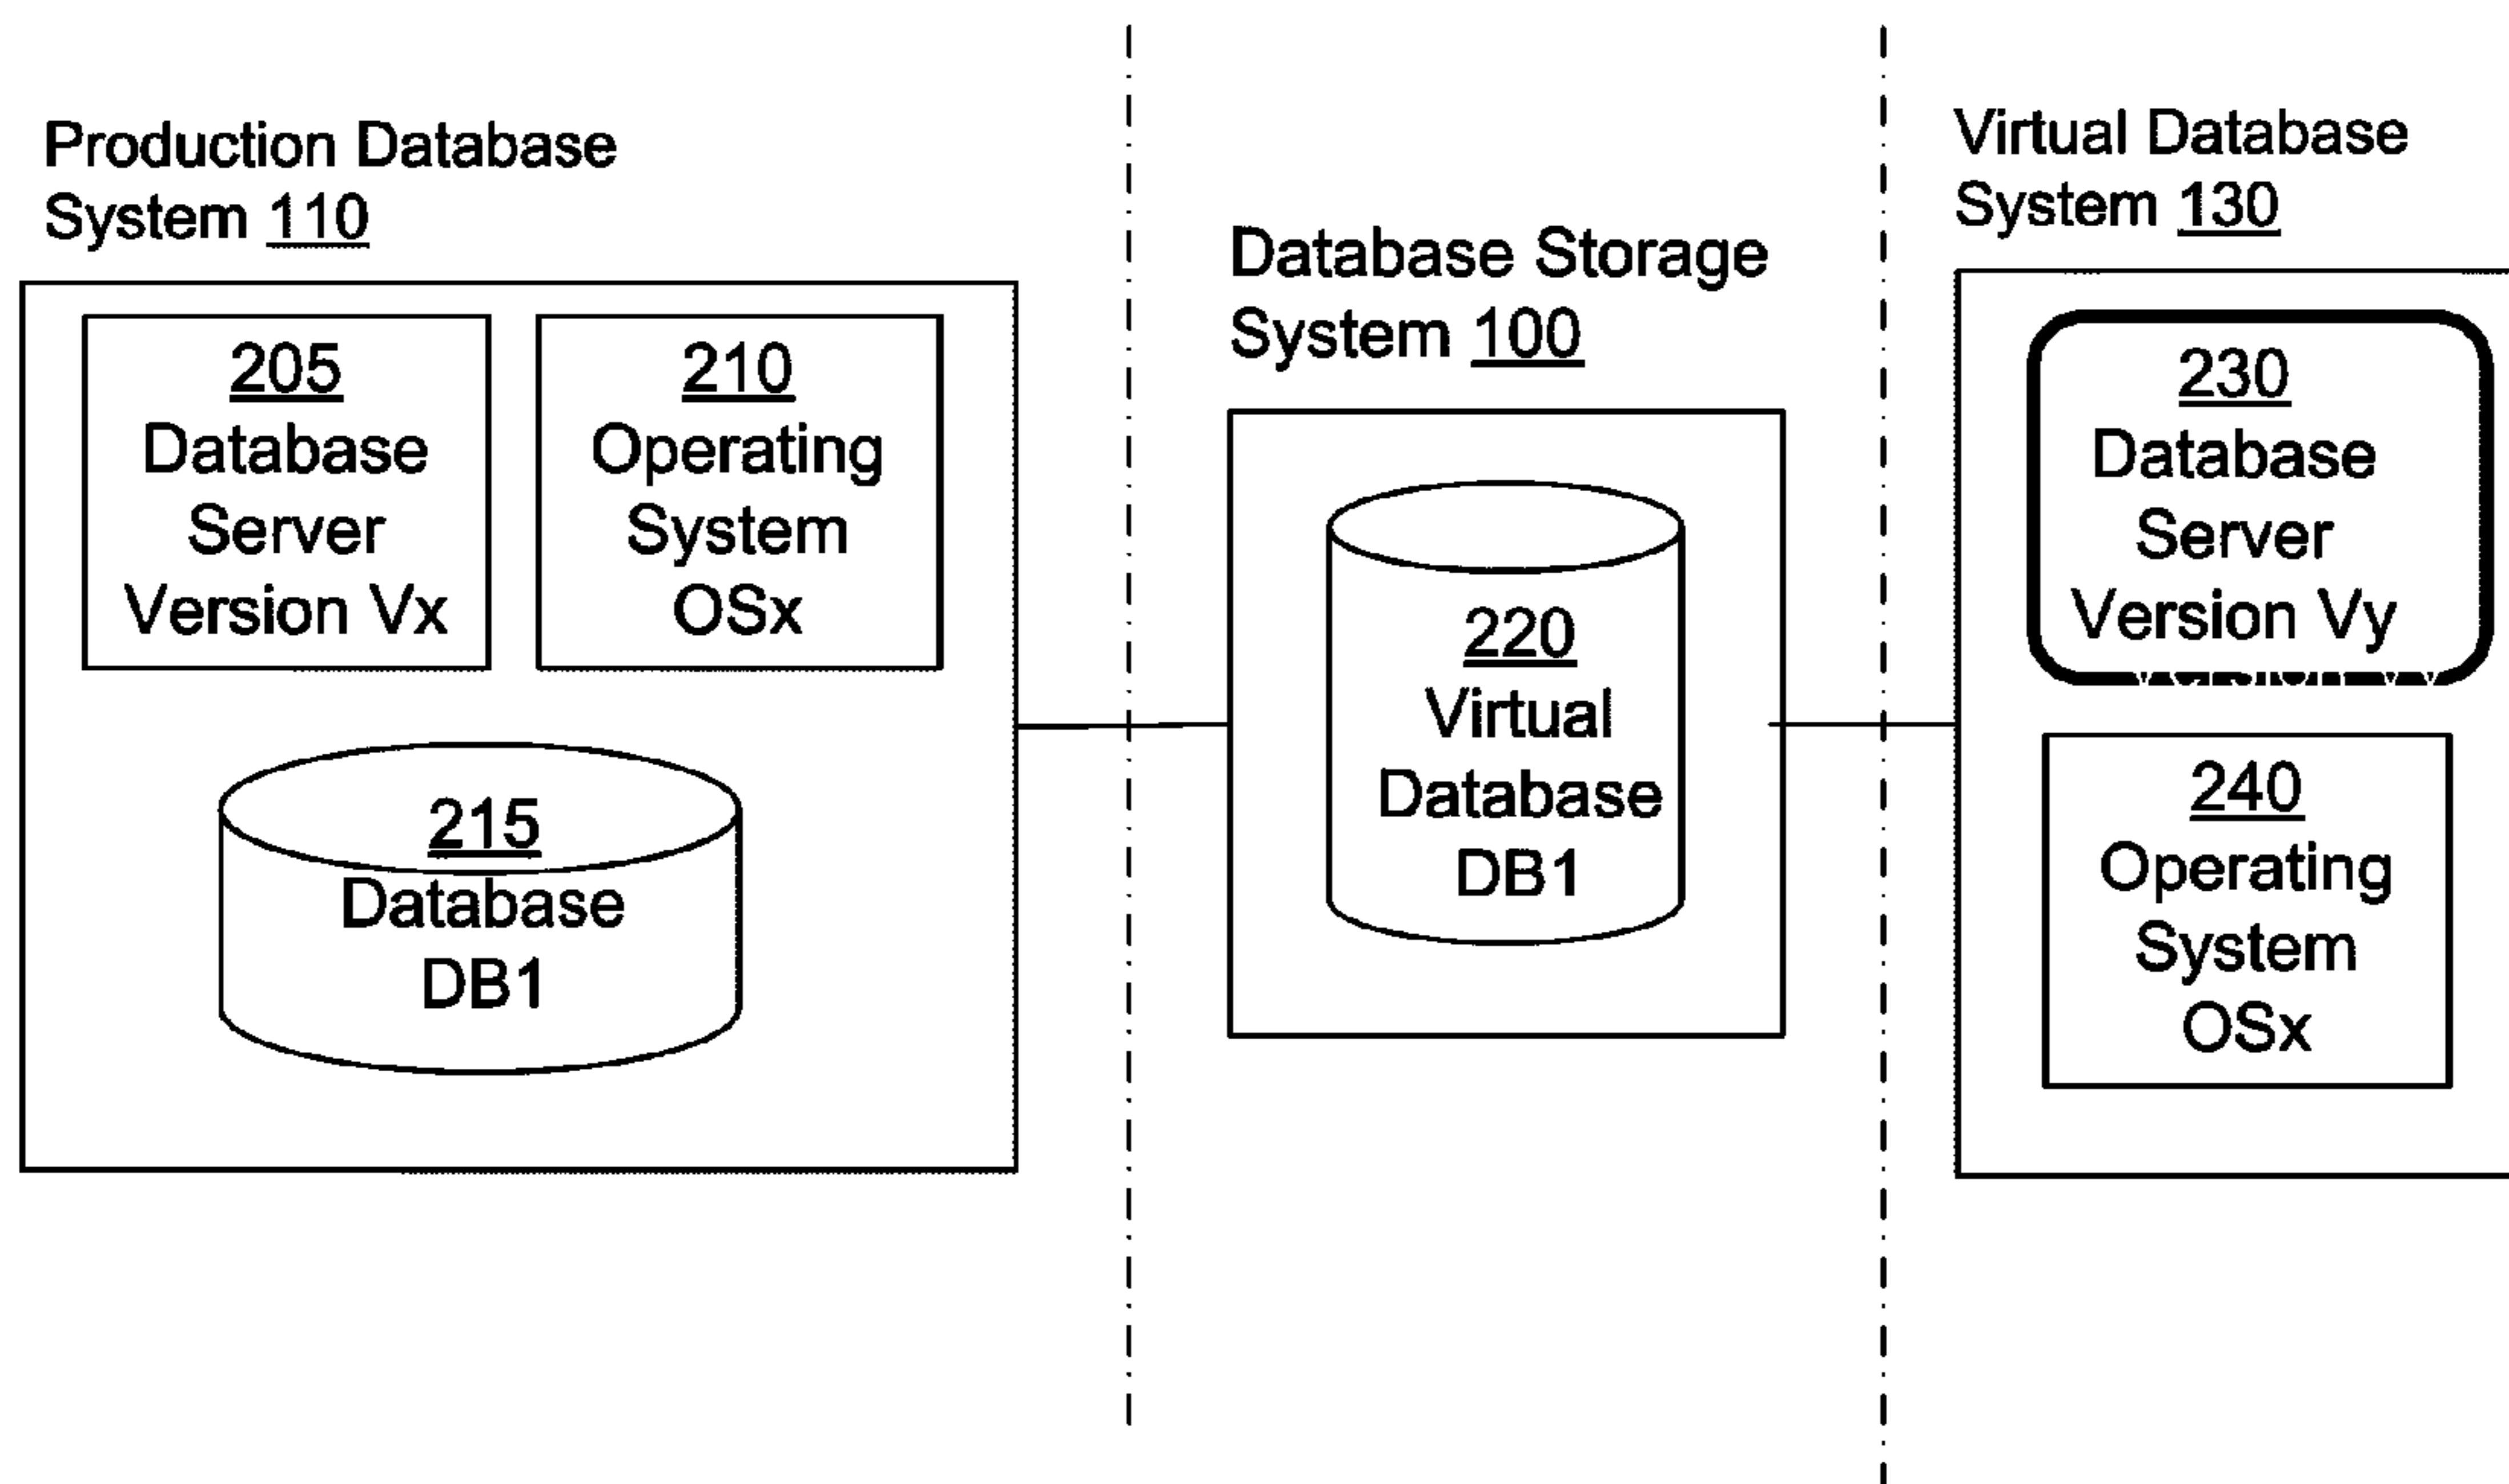 Production Database
System 110
205
Database
Server
Version Vx
210
Operating
System
OSx
215
Database
DB1
Database Storage
System 100
220
Virtual
Database
DB1
Virtual Database
System 130
230
Database
Server
Version Vy
240
Operating
System
OSx